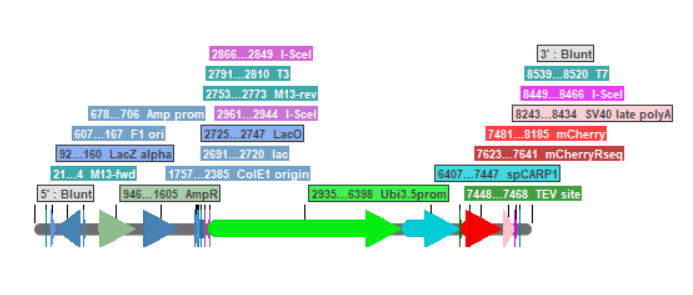 2866...2849 I-SceI
3' : Blunt
2791...2810 T3
8539...8520 T7
2753...2773 M13-rev
8449...8466 I-SceI
678...706 Amp prom
2961...2944 I-SceI
8243...8434 SV40 late polyA
607...167 F1 ori
2725...2747 LacO
7481...8185 mCherry
92...160 LacZ alpha
2691...2720 lac
7623...7641 mCherryRseq
21...4 M13-fwd
1757...2385 ColE1 origin
6407...7447 spCARP1
5' : Blunt
946...1605 AmpR
2935...6398 Ubi3.5prom
7448...7468 TEV site